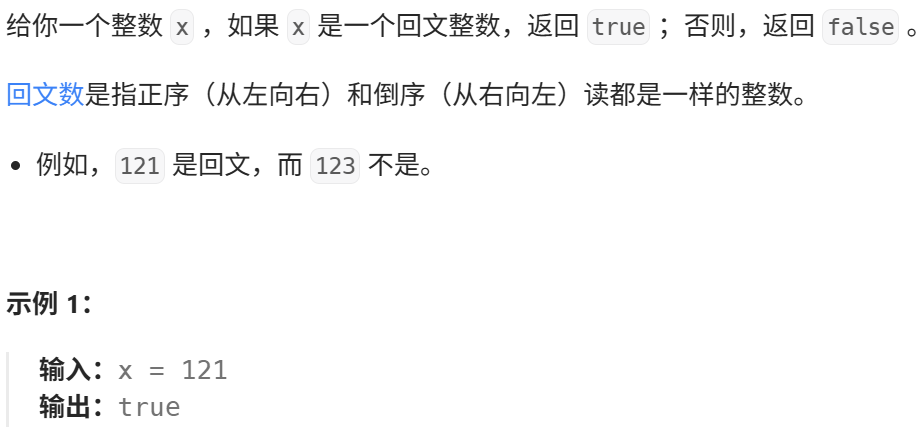 给你一个整数 x ，如果 x 是一个回文整数，返回 true ；否则，返回 false 。
回文数是指正序（从左向右）和倒序（从右向左）读都是一样的整数。
• 例如，121 是回文，而 123 不是。
示例 1：
输入：x = 121
输出：true